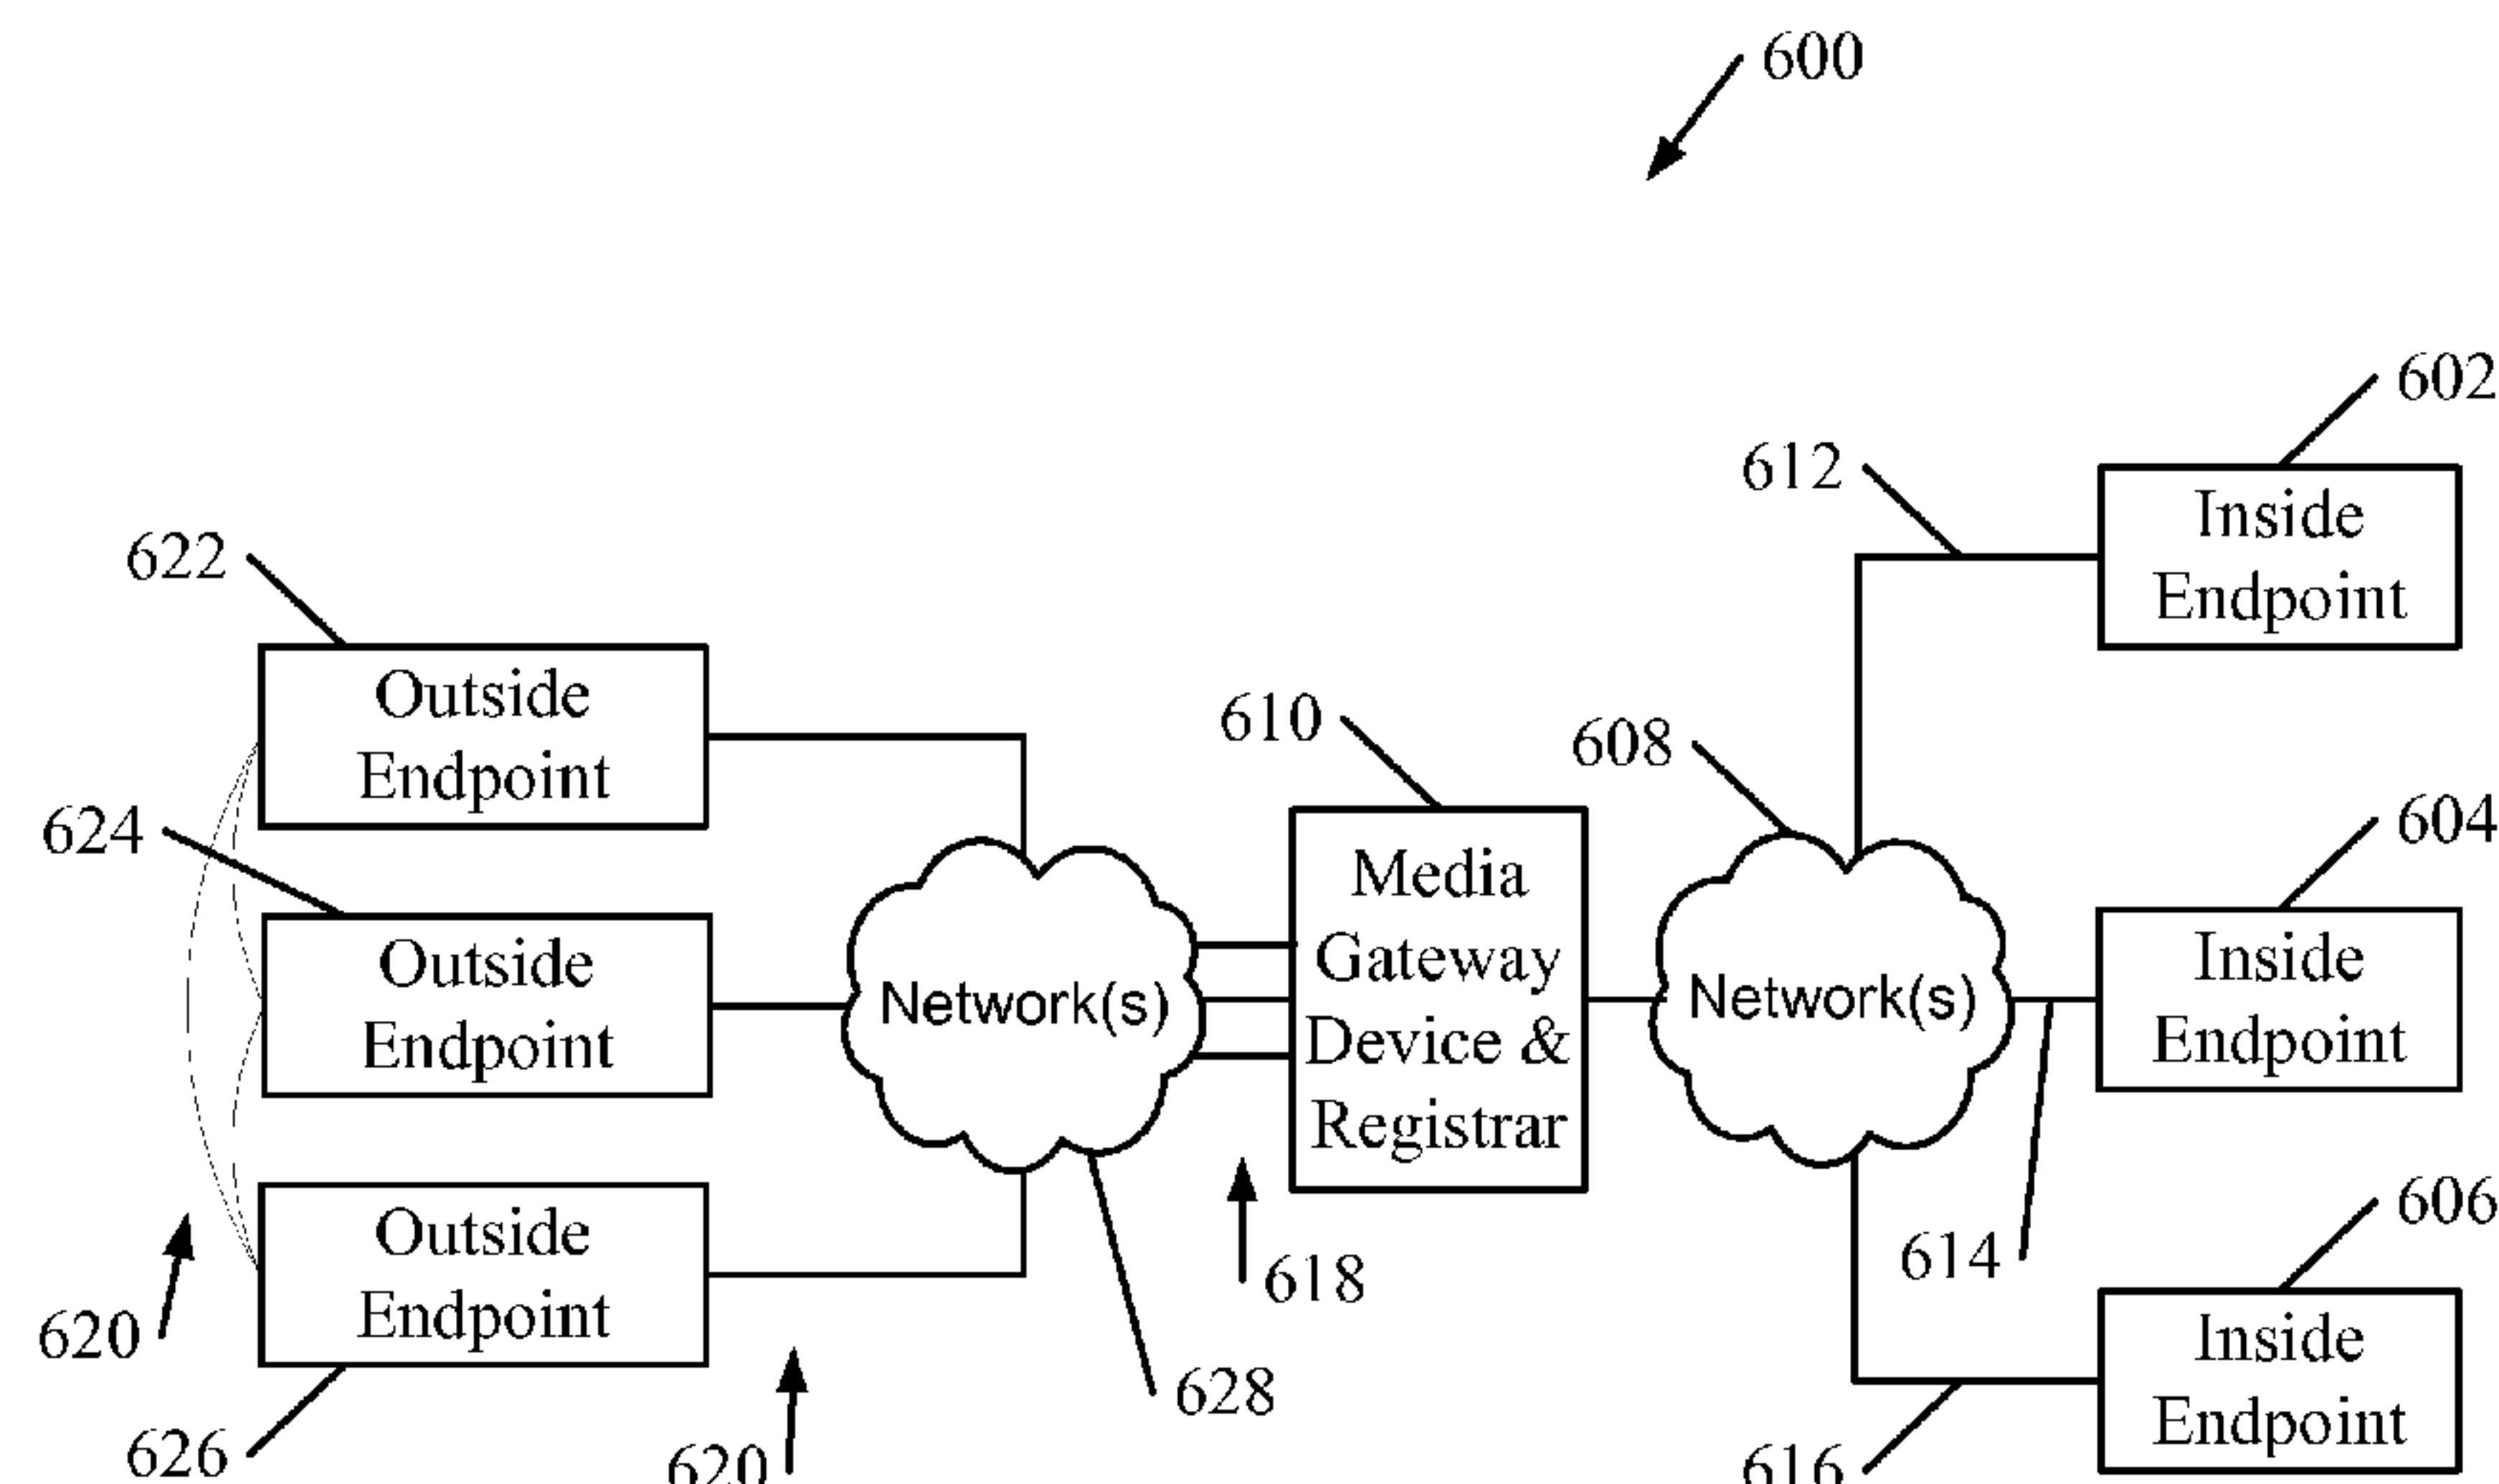 600
602
612
Inside
Endpoint
622
Outside
Endpoint
610
608
624
604
Media
Gateway
Device &
Registrar
Outside
Endpoint
Network(s)
Network(s)
Inside
Endpoint
606
Outside
Endpoint
618
614
620
628
Inside
Endpoint
626
620
616